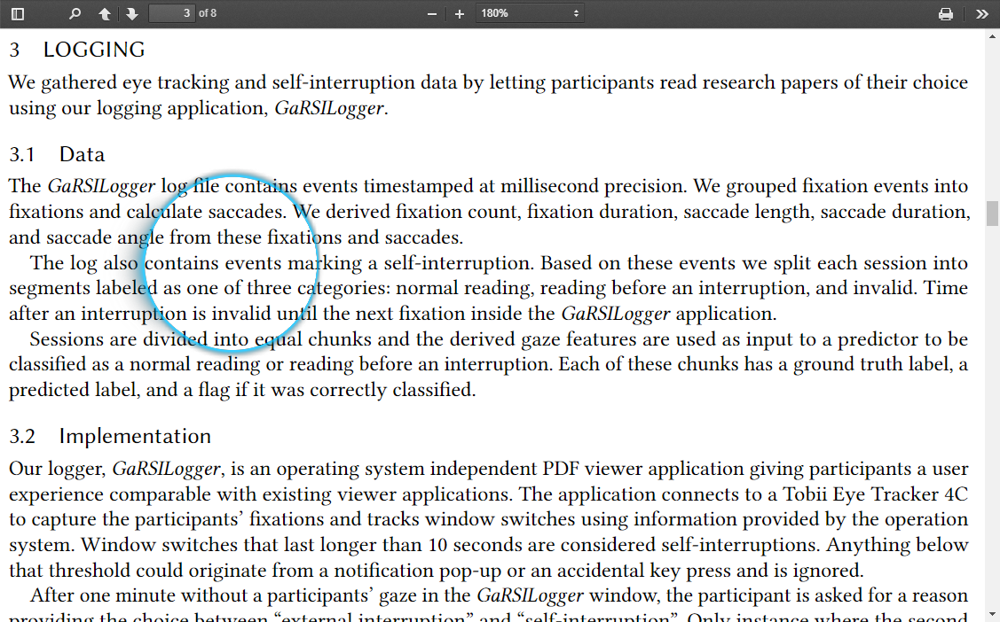 3 of 8
180%
3 LOGGING
We gathered eye tracking and self-interruption data by letting participants read research papers of their choice
using our logging application, GaRSILogger.
3.1 Data
The GaRSILogger log file contains events timestamped at millisecond precision. We grouped fixation events into
fixations and calculate saccades. We derived fixation count, fixation duration, saccade length, saccade duration,
and saccade angle from these fixations and saccades.
The log also contains events marking a self-interruption. Based on these events we split each session into
segments labeled as one of three categories: normal reading, reading before an interruption, and invalid. Time
after an interruption is invalid until the next fixation inside the GaRSILogger application.
Sessions are divided into equal chunks and the derived gaze features are used as input to a predictor to be
classified as a normal reading or reading before an interruption. Each of these chunks has a ground truth label, a
predicted label, and a flag if it was correctly classified.
3.2 Implementation
Our logger, GaRSILogger, is an operating system independent PDF viewer application giving participants a user
experience comparable with existing viewer applications. The application connects to a Tobii Eye Tracker 4C
to capture the participants' fixations and tracks window switches using information provided by the operation
system. Window switches that last longer than 10 seconds are considered self-interruptions. Anything below
that threshold could originate from a notification pop-up or an accidental key press and is ignored.
After one minute without a participants' gaze in the GaRSILogger window, the participant is asked for a reason
providing the choice between “external interruption” and “self-interruption”. Only instance where the second